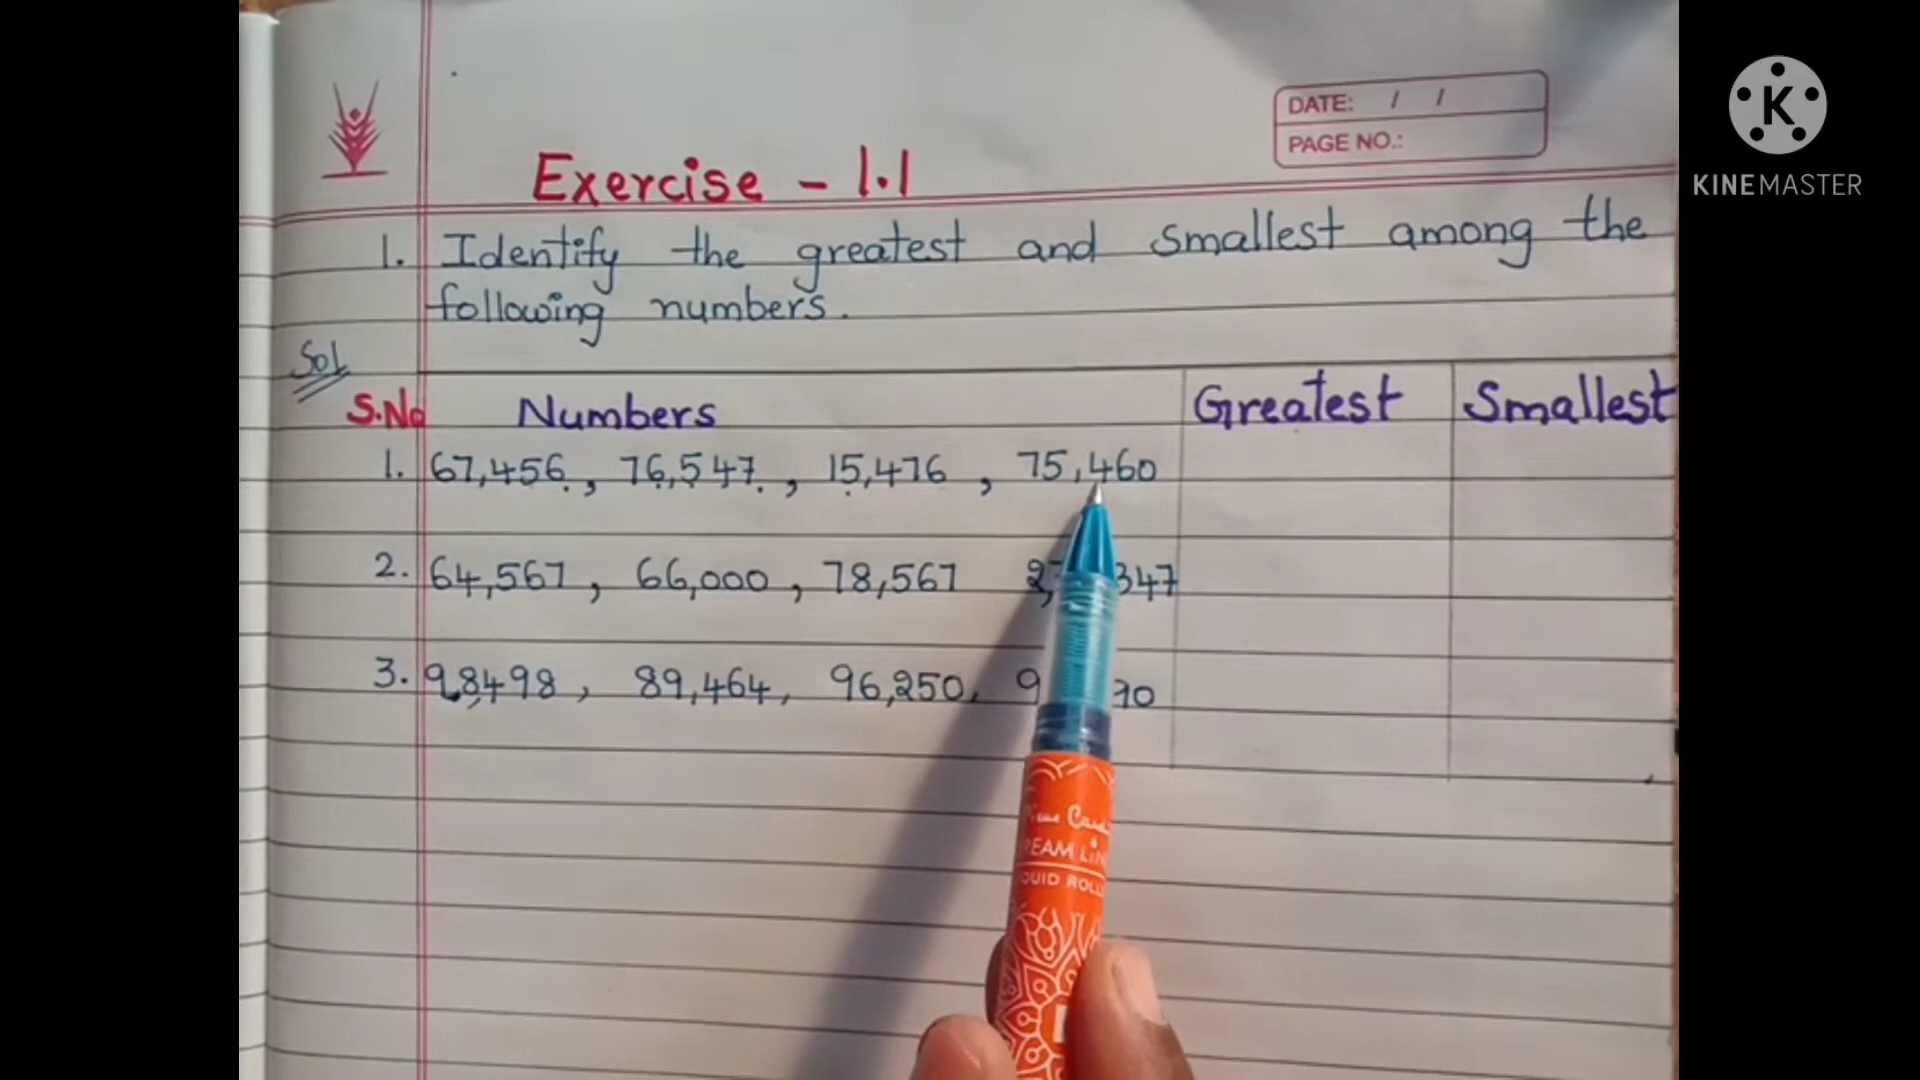 DATE: / /
PAGE NO.:
KINEMASTER
Exercise - 1.1
1. Identify the greatest and smallest among the
following numbers.
Sol
S.No Numbers Greatest Smallest
1. 67,456, 76,547, 15,476, 75,460
2. 64,567, 66,000, 78,567
3. 98,498, 89,464, 96,250,